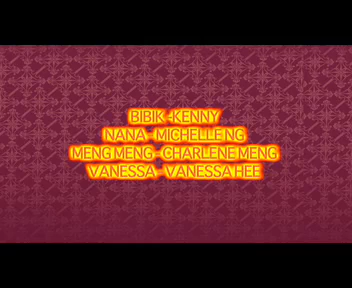 BIBIK - KENNY
NANA - MICHELLE NG
MENG MENG - CHARLENE MENG
VANESSA - VANESSA HEE